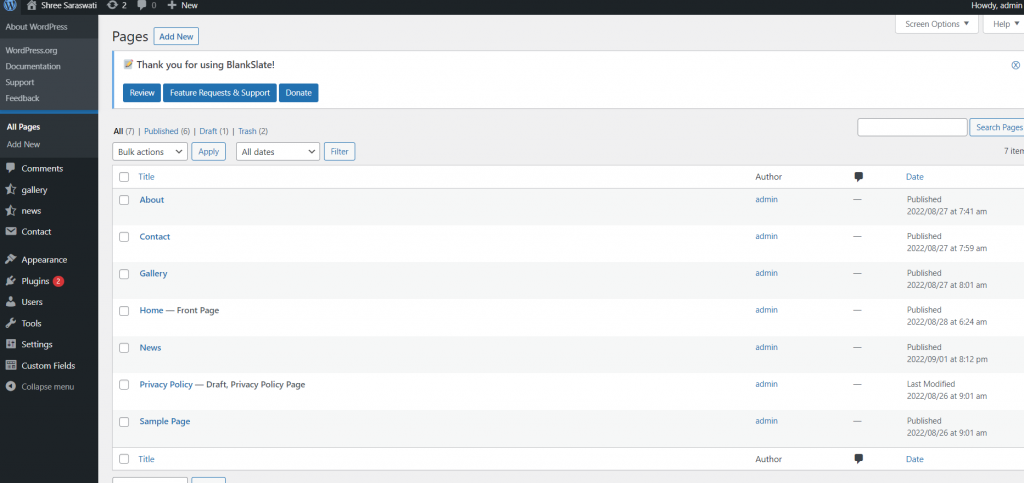 Shree Saraswati 2 0 New Howdy, admin
About WordPress
WordPress.org
Documentation
Support
Feedback
All Pages
Add New
Comments
gallery
news
Contact
Appearance
Plugins 2
Users
Tools
Settings
Custom Fields
Collapse menu
Screen Options Help
Pages Add New
Thank you for using BlankSlate!
Review Feature Requests & Support Donate
All (7) | Published (6) | Draft (1) | Trash (2)
Search Pages
Bulk actions Apply All dates Filter 7 item
Title Author Date
About admin — Published
2022/08/27 at 7:41 am
Contact admin — Published
2022/08/27 at 7:59 am
Gallery admin — Published
2022/08/27 at 8:01 am
Home — Front Page admin — Published
2022/08/28 at 6:24 am
News admin — Published
2022/09/01 at 8:12 pm
Privacy Policy — Draft, Privacy Policy Page admin — Last Modified
2022/08/26 at 9:01 am
Sample Page admin — Published
2022/08/26 at 9:01 am
Title Author Date